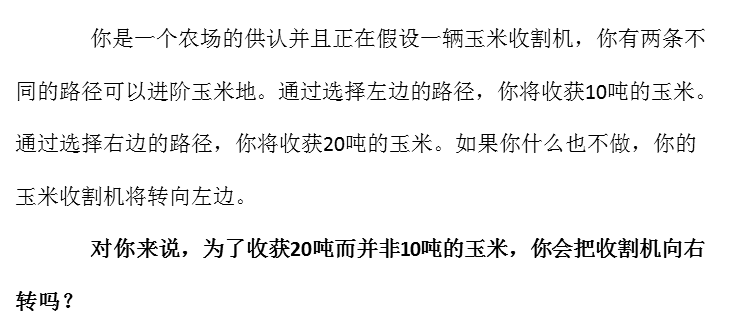 你是一个农场的供认并且正在假设一辆玉米收割机，你有两条不
同的路径可以进阶玉米地。通过选择左边的路径，你将收获10吨的玉米。
通过选择右边的路径，你将收获20吨的玉米。如果你什么也不做，你的
玉米收割机将转向左边。
对你来说，为了收获20吨而并非10吨的玉米，你会把收割机向右
转吗？